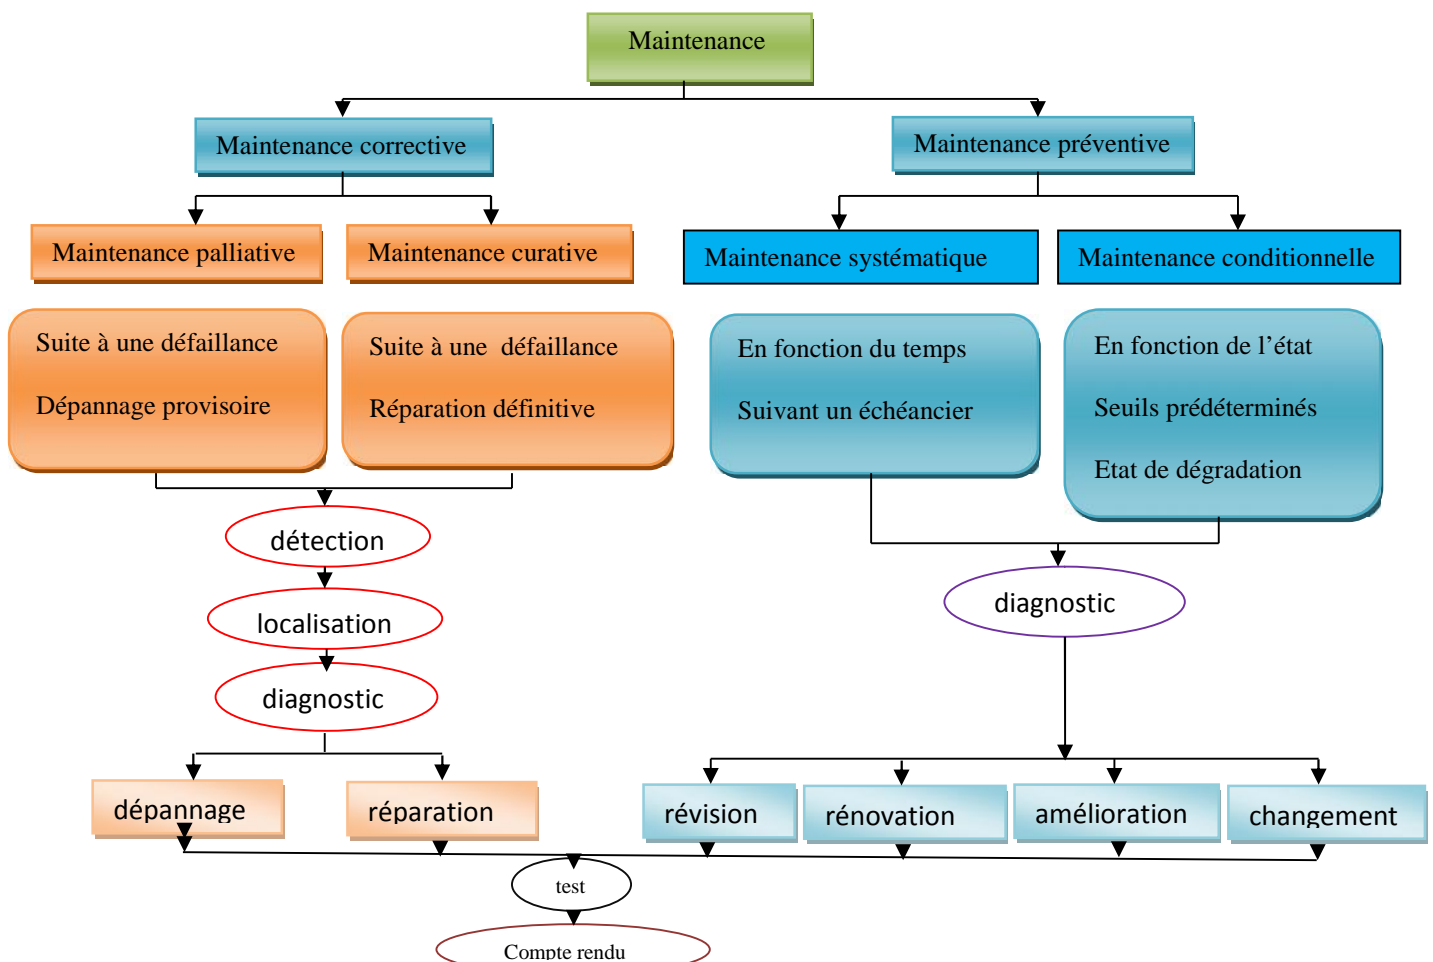 Maintenance
Maintenance corrective
Maintenance préventive
Maintenance palliative
Maintenance curative
Maintenance systématique
Maintenance conditionnelle
Suite à une défaillance
Dépannage provisoire
Suite à une défaillance
Réparation définitive
En fonction du temps
Suivant un échéancier
En fonction de l’état
Seuils prédéterminés
Etat de dégradation
détection
localisation
diagnostic
diagnostic
dépannage
réparation
révision
rénovation
amélioration
changement
test
Compte rendu